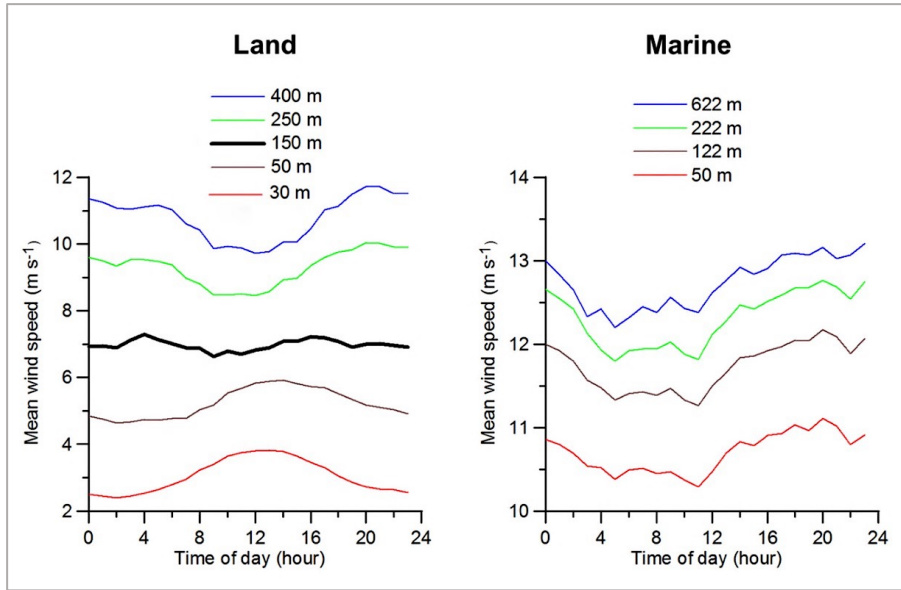 Land
400 m
250 m
150 m
50 m
30 m
12
10
8
6
4
2
Mean wind speed (m s-1)
0 4 8 12 16 20 24
Time of day (hour)
Marine
622 m
222 m
122 m
50 m
14
13
12
11
10
Mean wind speed (m s-1)
0 4 8 12 16 20 24
Time of day (hour)